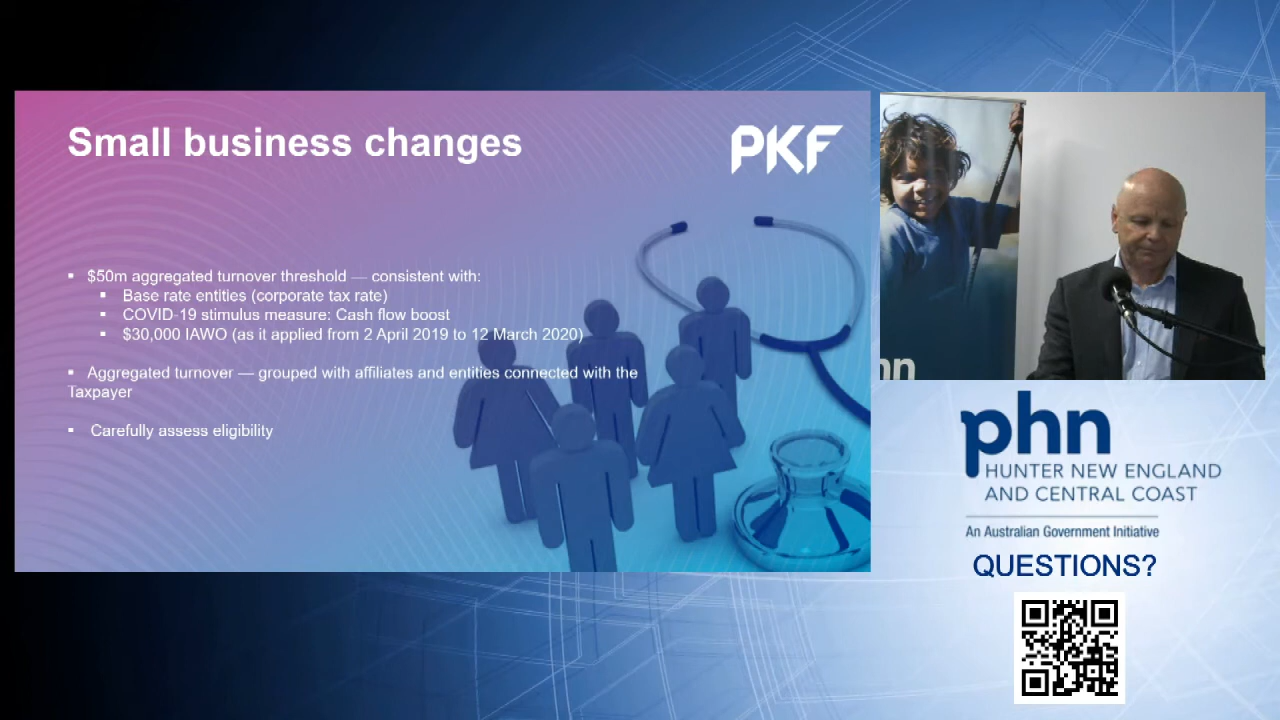 Small business changes
PKF
▪ $50m aggregated turnover threshold — consistent with:
▪ Base rate entities (corporate tax rate)
▪ COVID-19 stimulus measure: Cash flow boost
▪ $30,000 IAWO (as it applied from 2 April 2019 to 12 March 2020)
▪ Aggregated turnover — grouped with affiliates and entities connected with the
Taxpayer
▪ Carefully assess eligibility
hn
phn
HUNTER NEW ENGLAND
AND CENTRAL COAST
An Australian Government Initiative
QUESTIONS?